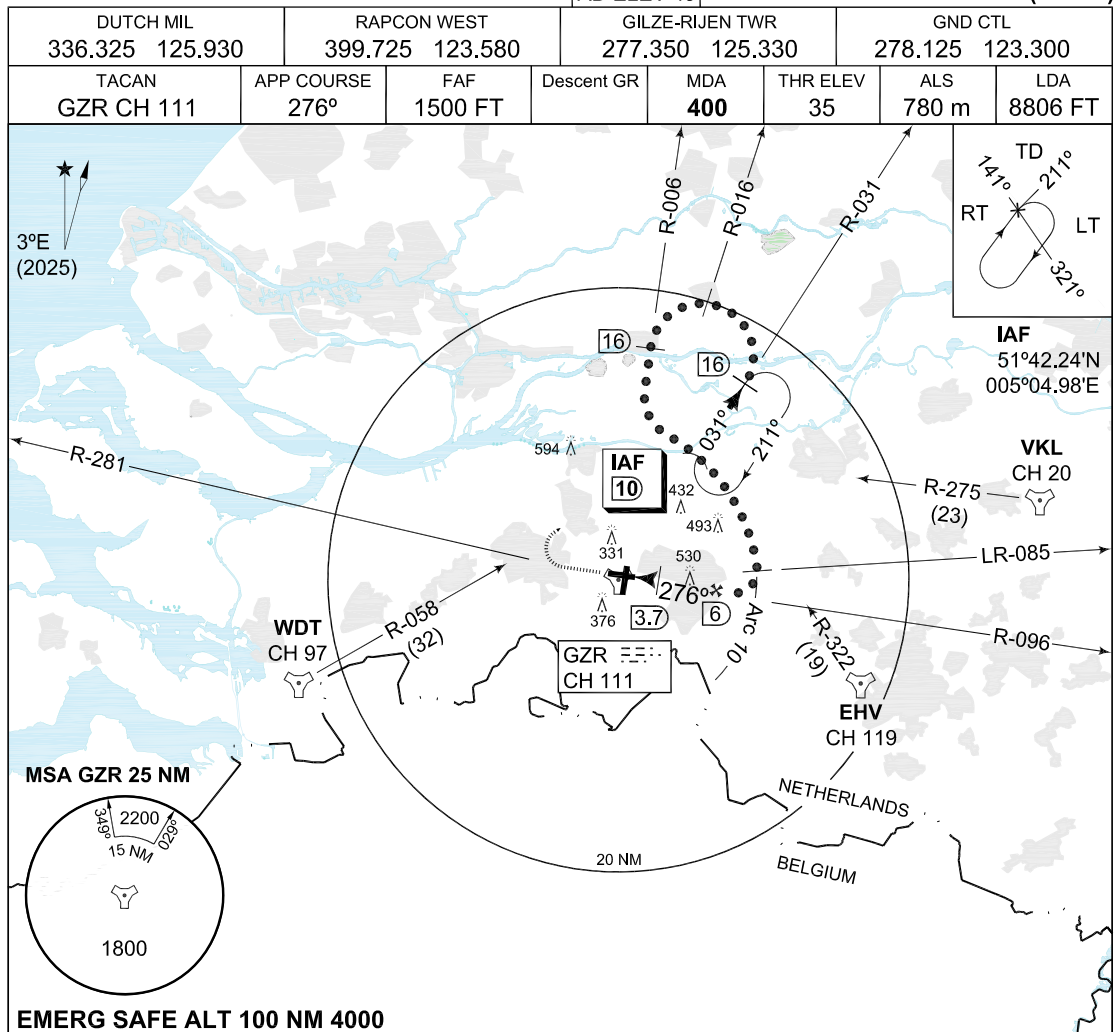 DUTCH MIL RAPCON WEST GILZE-RIJEN TWR GND CTL
336.325 125.930 399.725 123.580 277.350 125.330 278.125 123.300
TACAN APP COURSE FAF Descent GR MDA THR ELEV ALS LDA
GZR CH 111 276º 1500 FT 400 35 780 m 8806 FT
TD
141º 211º
RT LT
321º
3ºE
(2025)
R-006
R-016
R-031
IAF
51º42.24'N
005º04.98'E
16
16
031º
211º
R-281
594
IAF
10
432
493
VKL
CH 20
R-275
(23)
331
530
LR-085
276º
376
3.7
6
Arc 10
R-096
WDT
CH 97
R-058
(32)
GZR
CH 111
R-322
(19)
EHV
CH 119
MSA GZR 25 NM
349º 2200 029º
15 NM
1800
NETHERLANDS
BELGIUM
20 NM
EMERG SAFE ALT 100 NM 4000